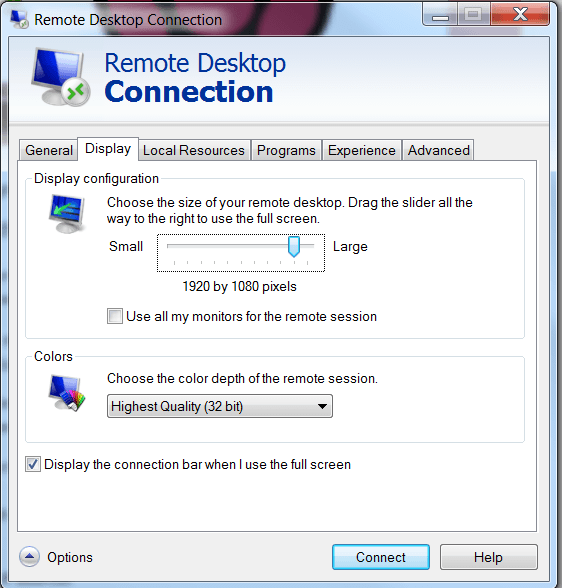 Remote Desktop Connection
Remote Desktop
Connection
General Display Local Resources Programs Experience Advanced
Display configuration
Choose the size of your remote desktop. Drag the slider all the
way to the right to use the full screen.
Small Large
1920 by 1080 pixels
Use all my monitors for the remote session
Colors
Choose the color depth of the remote session.
Highest Quality (32 bit)
Display the connection bar when I use the full screen
Options Connect Help